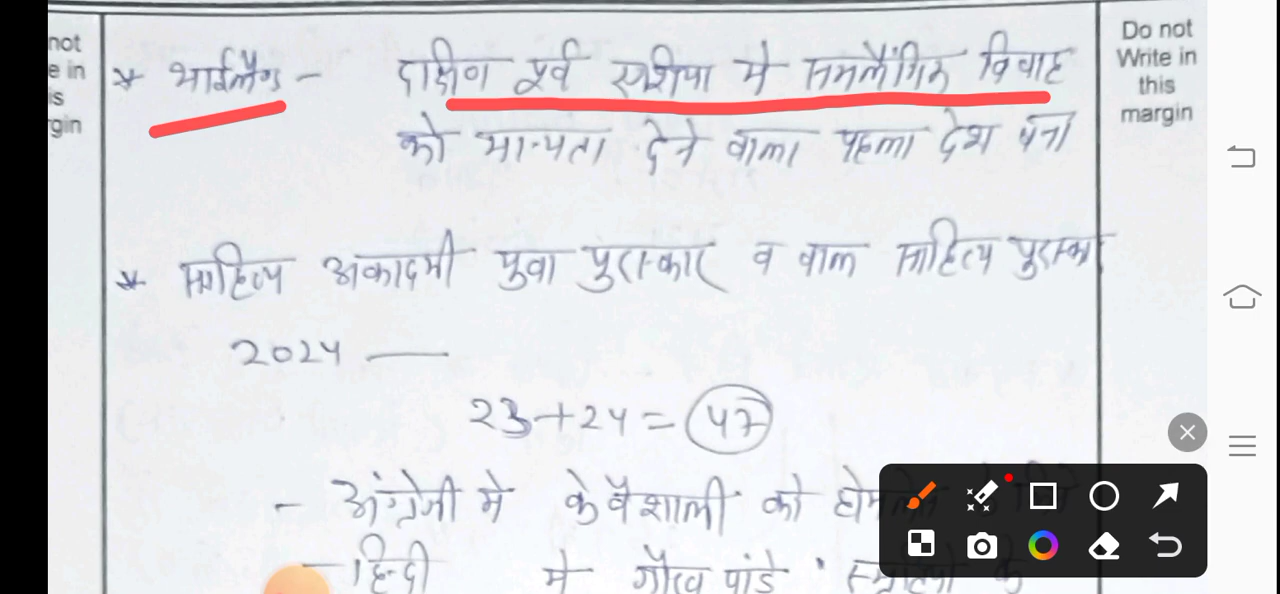 not
e in
is
gin
* थाईलैण्ड - दक्षिण पूर्व एशिया मे समलैंगिक विवाह
को मान्यता देने वाला पहला देश बना
* साहित्य अकादमी युवा पुरस्कार व बाल साहित्य पुरस्का
2024 —
23+24 = 47
- अंग्रेजी मे के वैशाली को
- हिन्दी मे गौरव पांडे
Do not
Write in
this
margin